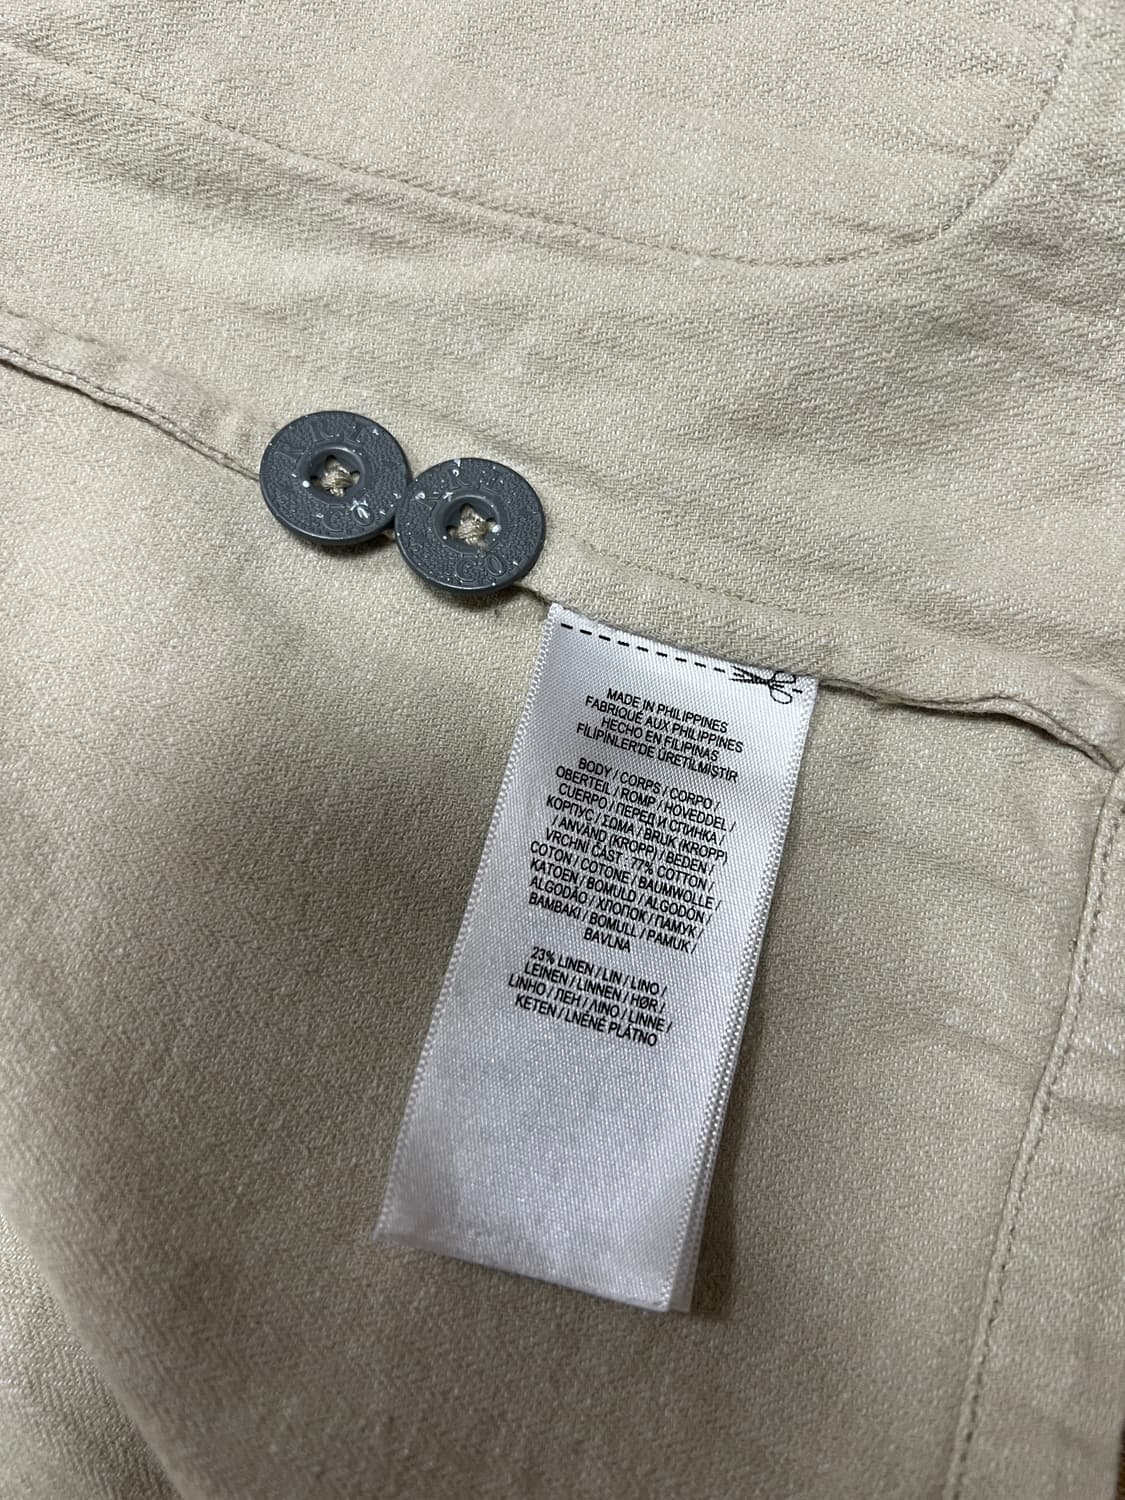 R.L
CO.
CO.
MADE IN PHILIPPINES
FABRIQUÉ AUX PHILIPPINES
HECHO EN FILIPINAS
FİLİPİNLER'DE ÜRETİLMİŞTİR
BODY / CORPS / CORPO /
OBERTEIL / ROMP / HOVEDDEL /
CUERPO / ПЕРЕД И СПИНКА /
КОРПУС / ΣΩΜΑ / BRUK (KROPP)
/ ANVÄND (KROPP) / BEDEN /
VRCHNÍ ČÁST : 77% COTTON /
COTON / COTONE / BAUMWOLLE /
KATOEN / BOMULD / ALGODÓN /
ALGODÃO / ХЛОПОК / ПАМУК /
ΒΑΜΒΑΚΙ / BOMULL / PAMUK /
BAVLNA
23% LINEN / LIN / LINO /
LEINEN / LINNEN / HØR /
LINHO / ЛЕН / ΛΙΝΟ / LINNE /
KETEN / LNĚNÉ PLÁTNO